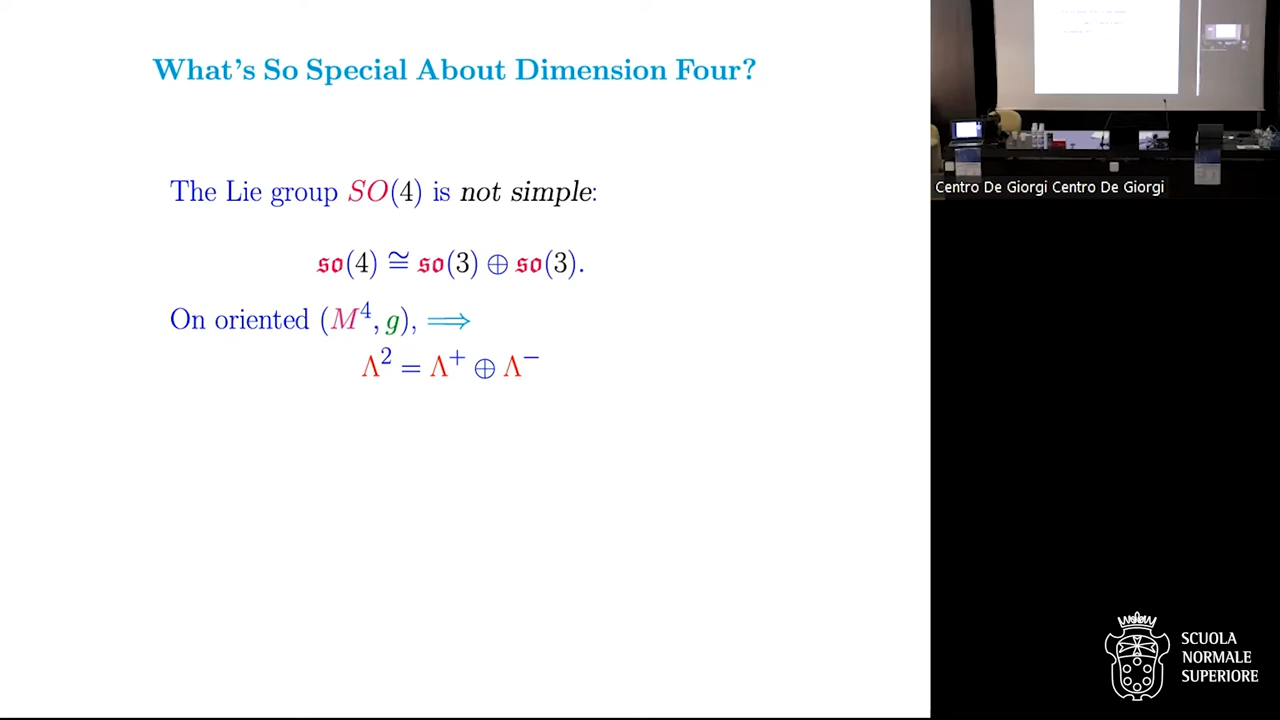 What's So Special About Dimension Four?
The Lie group SO(4) is not simple:
𝖘𝖔(4) ≅ 𝖘𝖔(3) ⊕ 𝖘𝖔(3).
On oriented (M⁴, g), ⟹
Λ² = Λ⁺ ⊕ Λ⁻
Centro De Giorgi Centro De Giorgi
SCUOLA
NORMALE
SUPERIORE